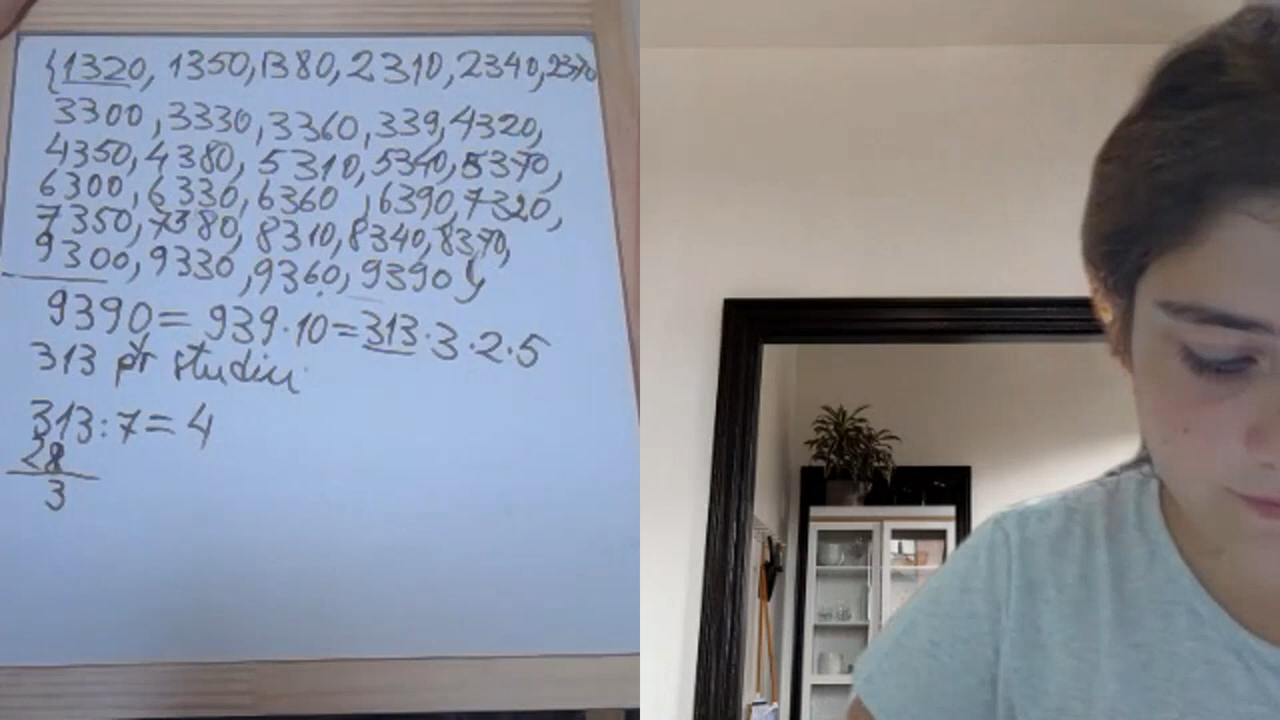 {1320, 1350, 1380, 2310, 2340, 2370
3300, 3330, 3360, 339, 4320,
4350, 4380, 5310, 5340, 5370,
6300, 6330, 6360, 6390, 7320,
7350, 7380, 8310, 8340, 8370,
9300, 9330, 9360, 9390}
9390 = 939·10 = 313·3·2·5
313 pr studiu
313:7=4
28
3